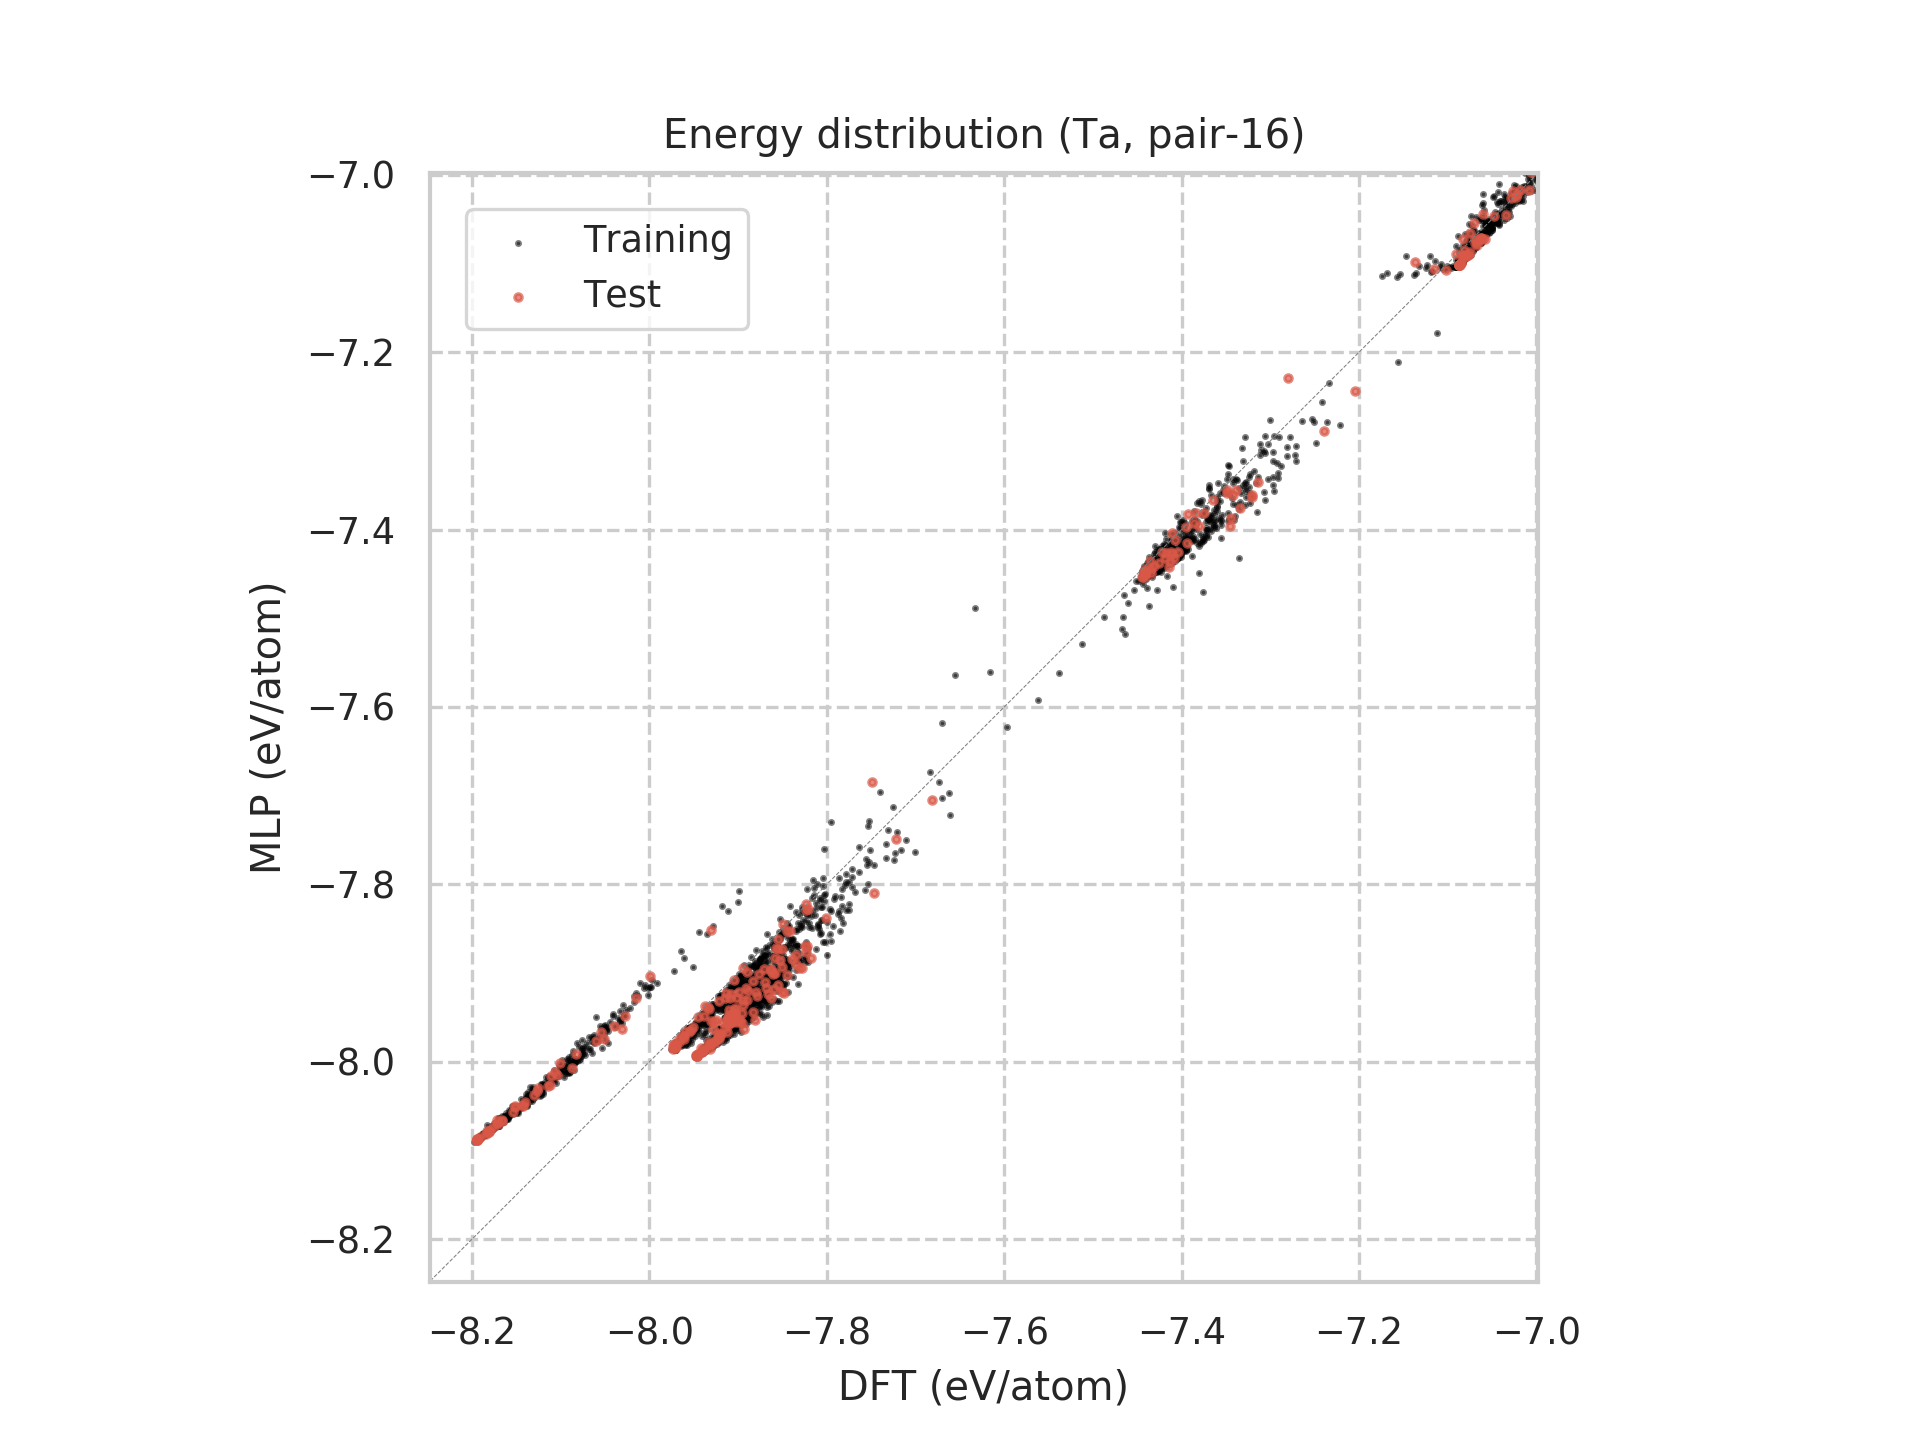 Energy distribution (Ta, pair-16)
−7.0
Training
Test
−7.2
−7.4
−7.6
−7.8
−8.0
−8.2
MLP (eV/atom)
−8.2 −8.0 −7.8 −7.6 −7.4 −7.2 −7.0
DFT (eV/atom)